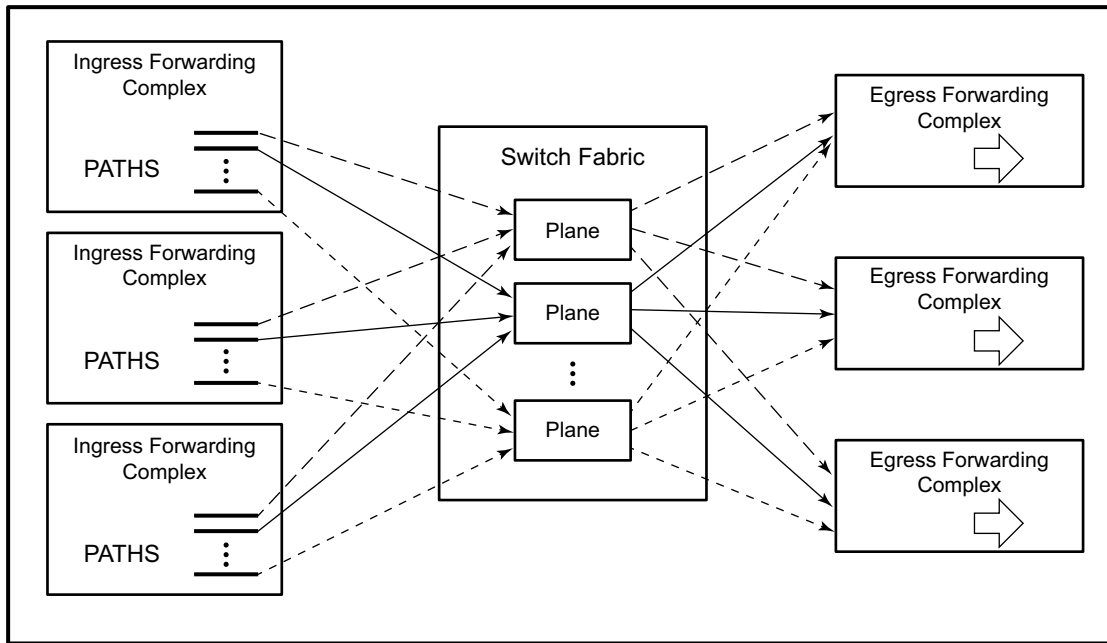 Ingress Forwarding
Complex
PATHS
Ingress Forwarding
Complex
PATHS
Ingress Forwarding
Complex
PATHS
Switch Fabric
Plane
Plane
Plane
Egress Forwarding
Complex
Egress Forwarding
Complex
Egress Forwarding
Complex